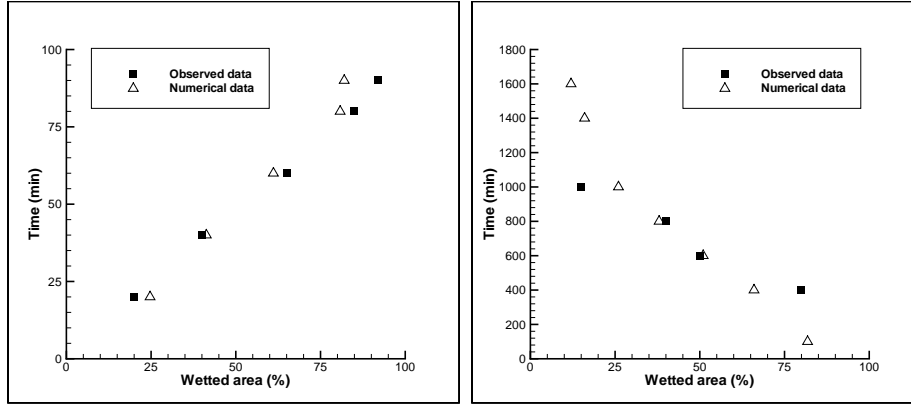 100
75
50
25
0
Time (min)
Observed data
Numerical data
0 25 50 75 100
Wetted area (%)
1800
1600
1400
1200
1000
800
600
400
200
0
Time (min)
Observed data
Numerical data
0 25 50 75 100
Wetted area (%)